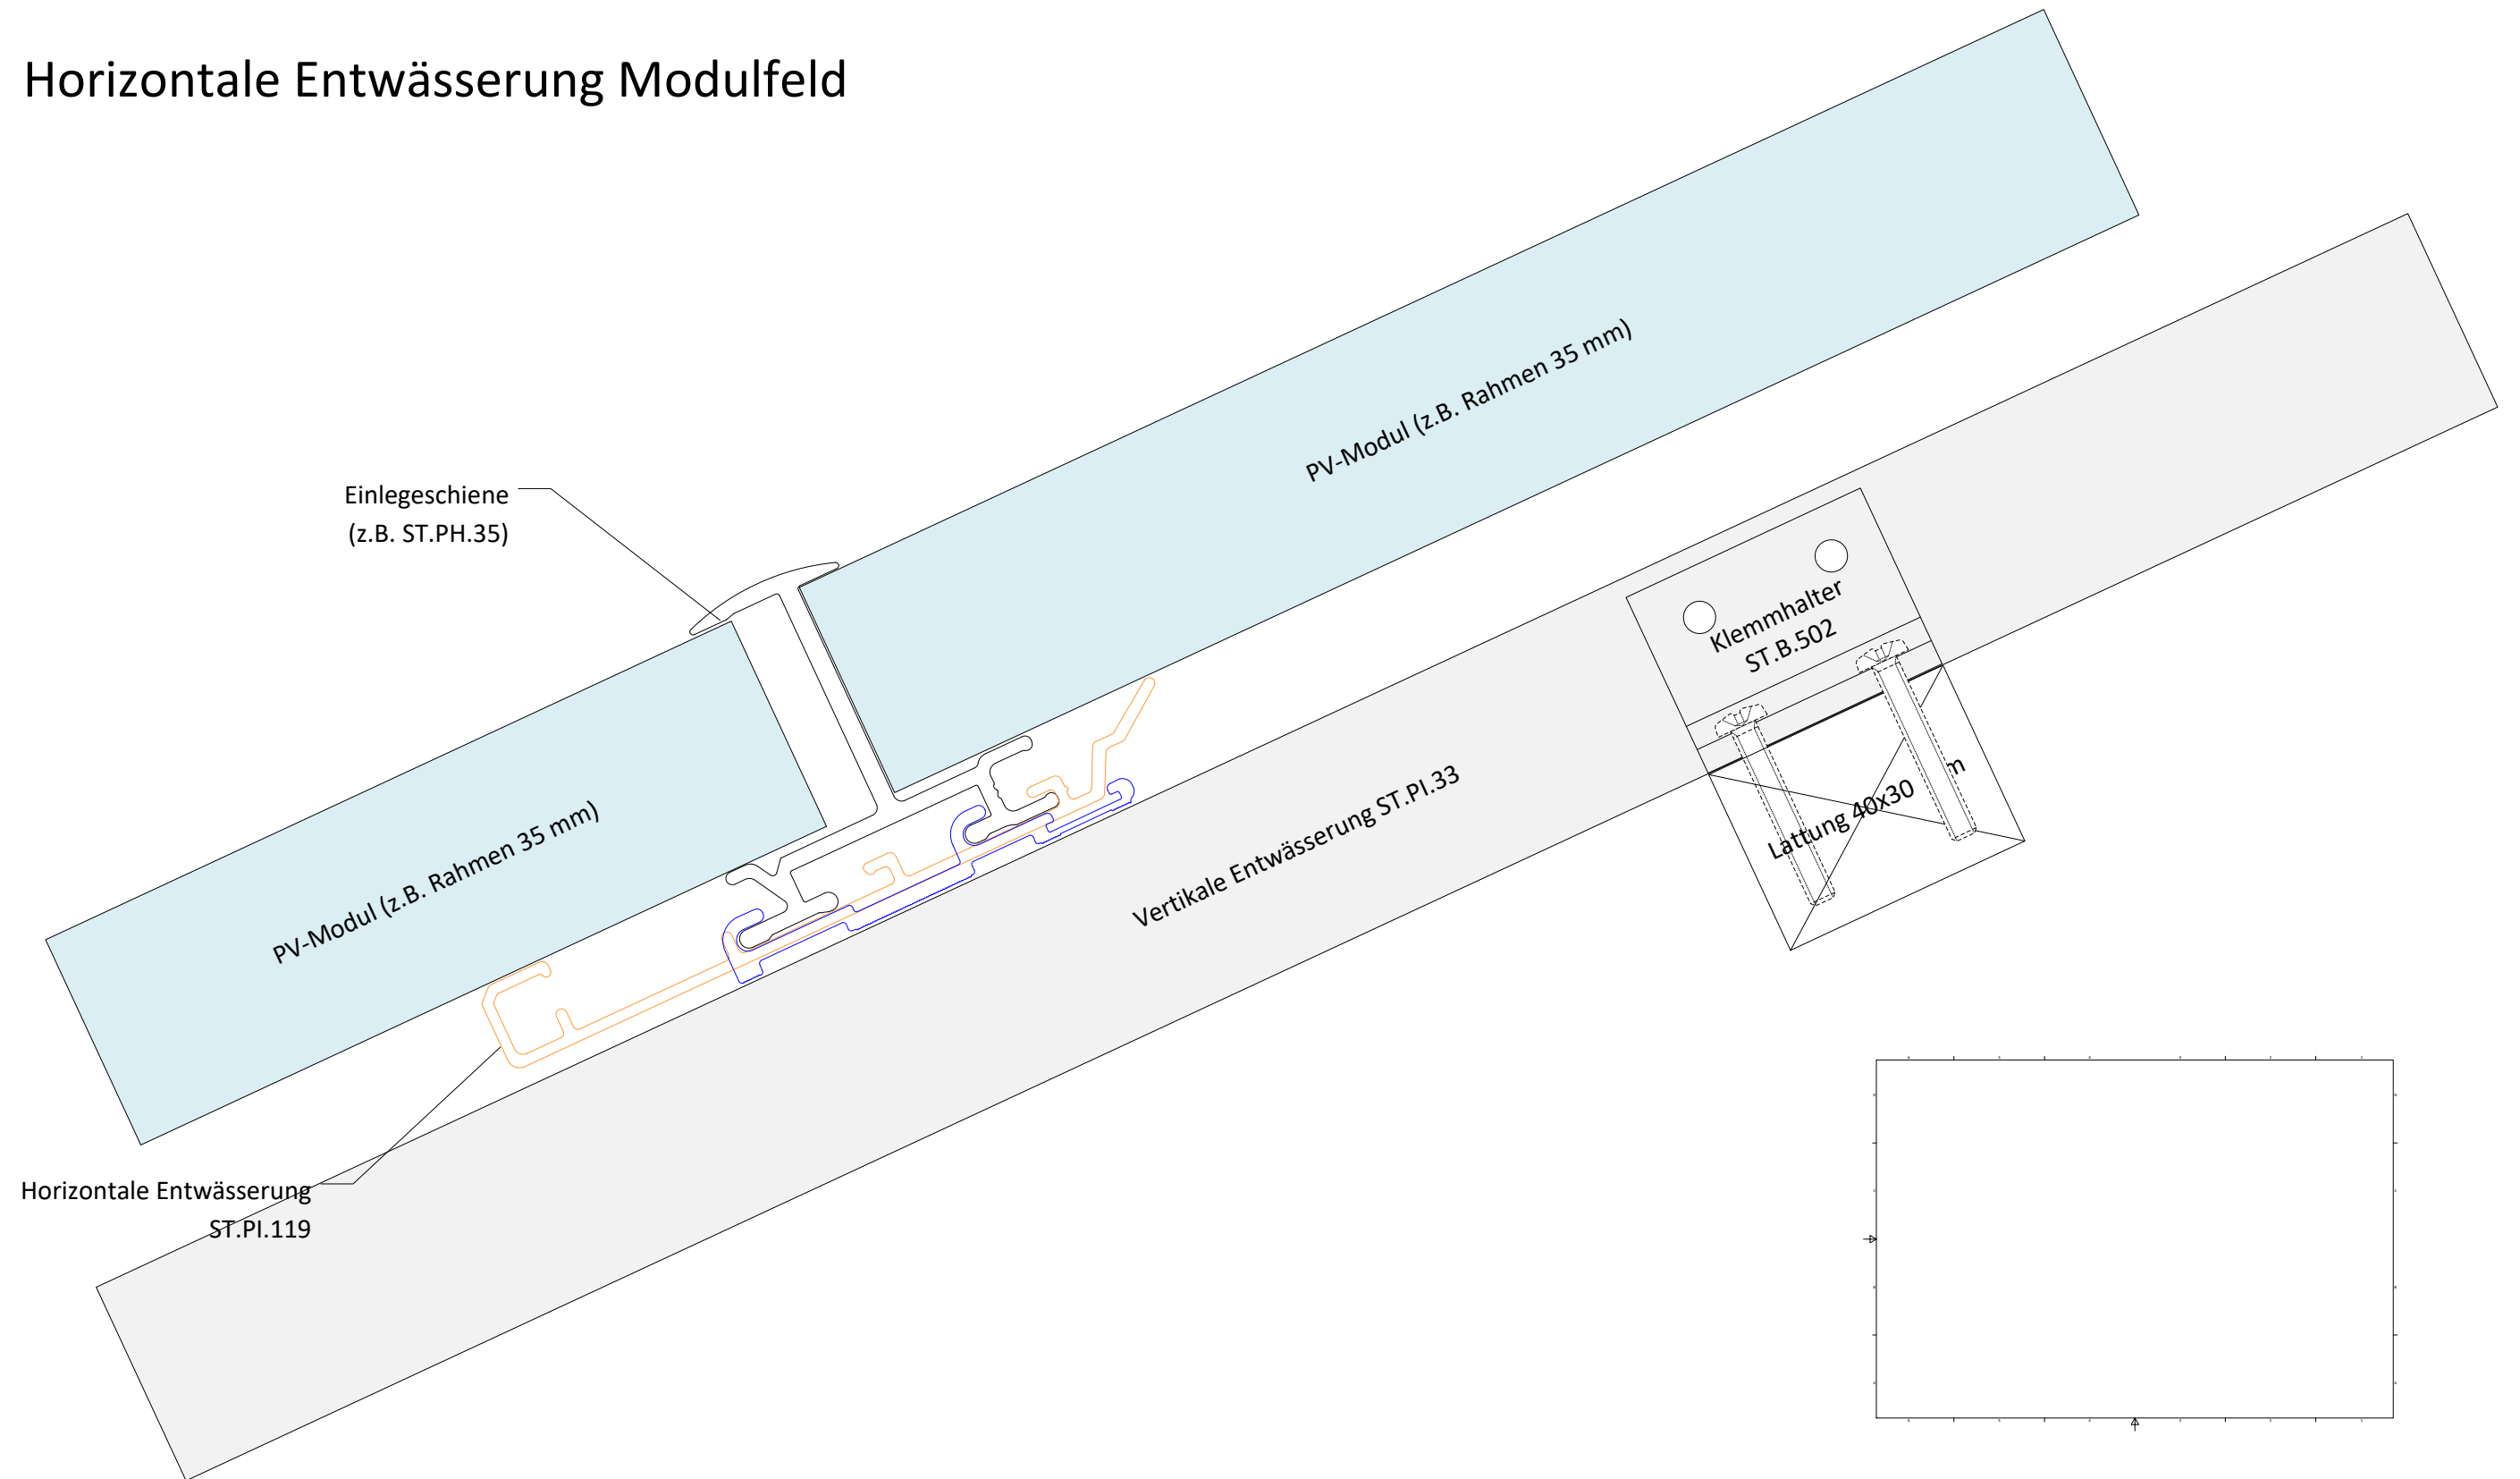 Horizontale Entwässerung Modulfeld
PV-Modul (z.B. Rahmen 35 mm)
Einlegeschiene
(z.B. ST.PH.35)
Klemmhalter
ST.B.502
Lattung 40x30
PV-Modul (z.B. Rahmen 35 mm)
Vertikale Entwässerung ST.PI.33
Horizontale Entwässerung
ST.PI.119